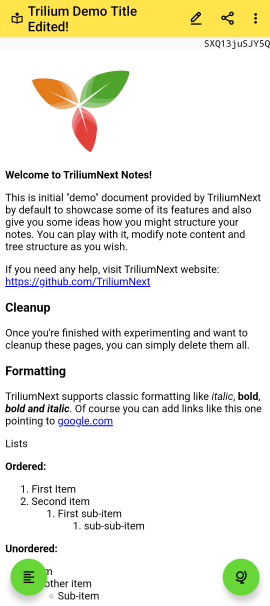 Trilium Demo Title
Edited!
SXQ13juSJY5Q
Welcome to TriliumNext Notes!
This is initial "demo" document provided by TriliumNext
by default to showcase some of its features and also
give you some ideas how you might structure your
notes. You can play with it, modify note content and
tree structure as you wish.
If you need any help, visit TriliumNext website:
https://github.com/TriliumNext
Cleanup
Once you're finished with experimenting and want to
cleanup these pages, you can simply delete them all.
Formatting
TriliumNext supports classic formatting like italic, bold,
bold and italic. Of course you can add links like this one
pointing to google.com
Lists
Ordered:
1. First Item
2. Second item
1. First sub-item
1. sub-sub-item
Unordered:
other item
Sub-item